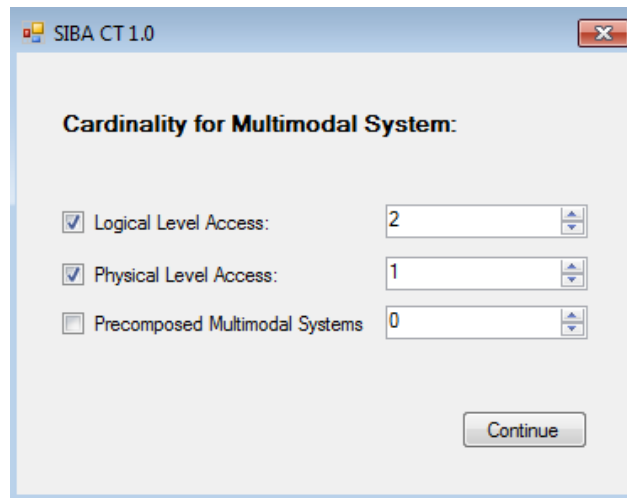 SIBA CT 1.0
Cardinality for Multimodal System:
Logical Level Access: 2
Physical Level Access: 1
Precomposed Multimodal Systems 0
Continue